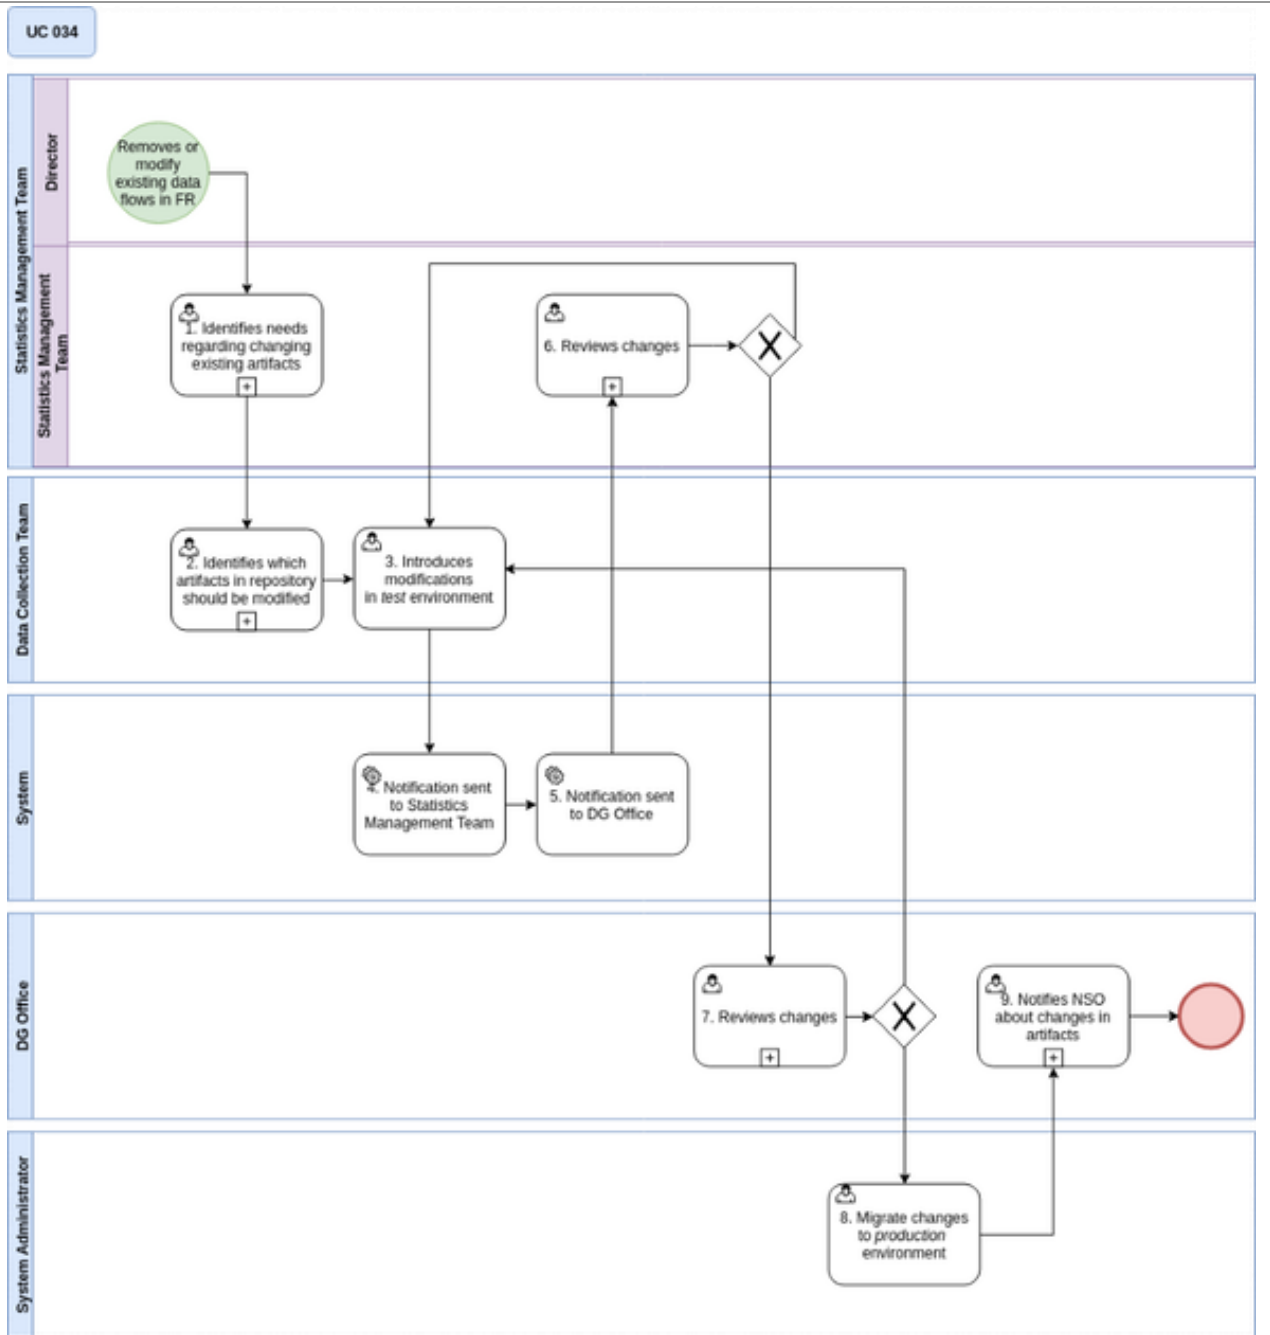 UC 034
Statistics Management Team
Director
Removes or
modify
existing data
flows in FR
Statistics Management
Team
1. Identifies needs
regarding changing
existing artifacts
6. Reviews changes
Data Collection Team
2. Identifies which
artifacts in repository
should be modified
3. Introduces
modifications
in test environment
System
4. Notification sent
to Statistics
Management Team
5. Notification sent
to DG Office
DG Office
7. Reviews changes
9. Notifies NSO
about changes in
artifacts
System Administrator
8. Migrate changes
to production
environment